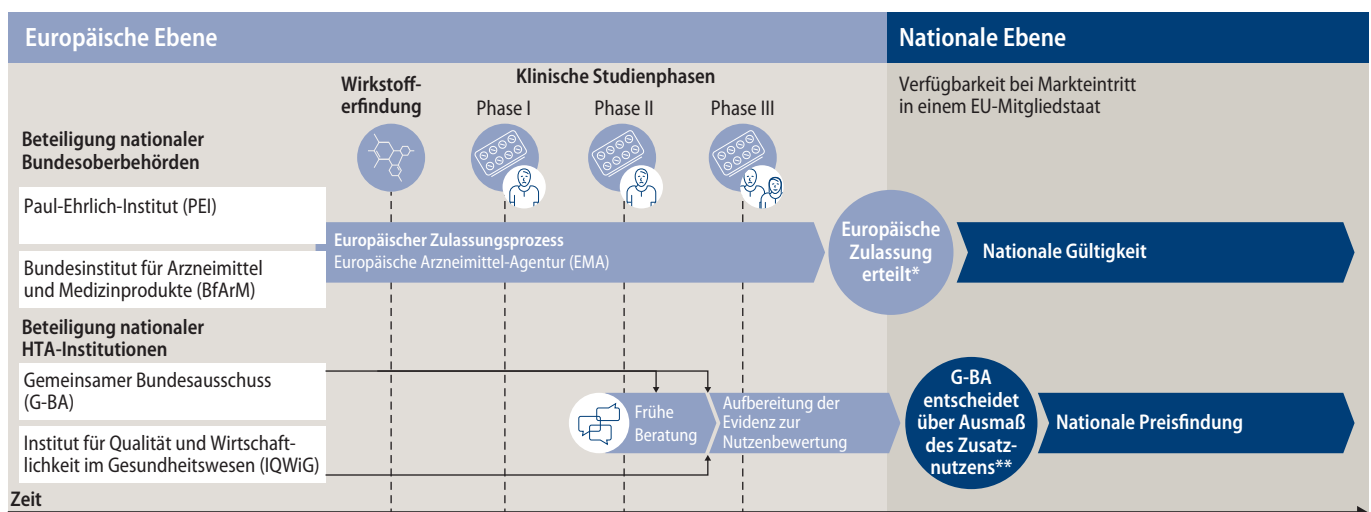 Europäische Ebene
Nationale Ebene
Wirkstoff-
erfindung
Klinische Studienphasen
Phase I
Phase II
Phase III
Verfügbarkeit bei Markteintritt
in einem EU-Mitgliedstaat
Beteiligung nationaler
Bundesoberbehörden
Paul-Ehrlich-Institut (PEI)
Bundesinstitut für Arzneimittel
und Medizinprodukte (BfArM)
Europäischer Zulassungsprozess
Europäische Arzneimittel-Agentur (EMA)
Europäische
Zulassung
erteilt*
Nationale Gültigkeit
Beteiligung nationaler
HTA-Institutionen
Gemeinsamer Bundesausschuss
(G-BA)
Institut für Qualität und Wirtschaft-
lichkeit im Gesundheitswesen (IQWiG)
Frühe
Beratung
Aufbereitung der
Evidenz zur
Nutzenbewertung
G-BA
entscheidet
über Ausmaß
des Zusatz-
nutzens**
Nationale Preisfindung
Zeit